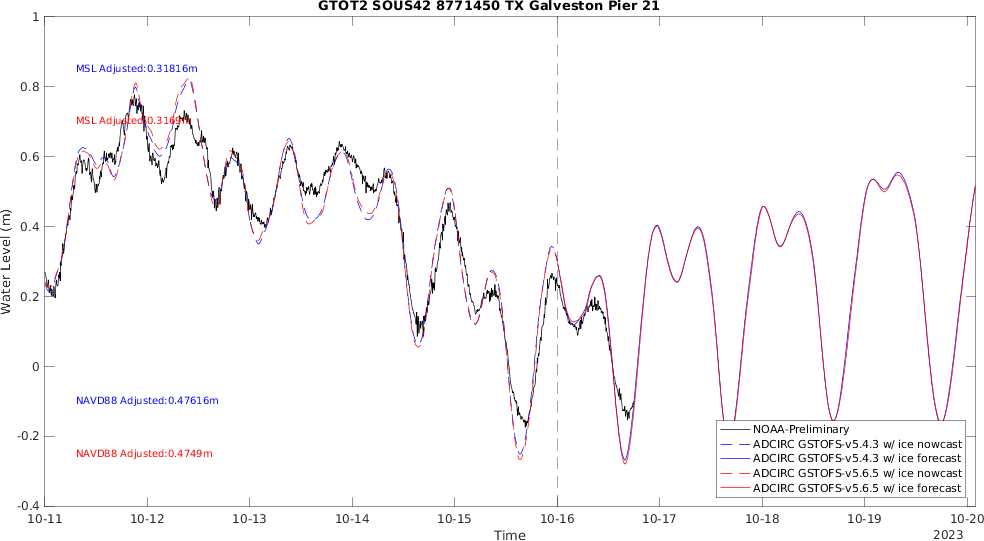 GTOT2 SOUS42 8771450 TX Galveston Pier 21
Water Level (m)
1
0.8
0.6
0.4
0.2
0
-0.2
-0.4
MSL Adjusted:0.31816m
MSL Adjusted:0.3169m
NAVD88 Adjusted:0.47616m
NAVD88 Adjusted:0.4749m
NOAA-Preliminary
ADCIRC GSTOFS-v5.4.3 w/ ice nowcast
ADCIRC GSTOFS-v5.4.3 w/ ice forecast
ADCIRC GSTOFS-v5.6.5 w/ ice nowcast
ADCIRC GSTOFS-v5.6.5 w/ ice forecast
10-11 10-12 10-13 10-14 10-15 10-16 10-17 10-18 10-19 10-20
Time
2023